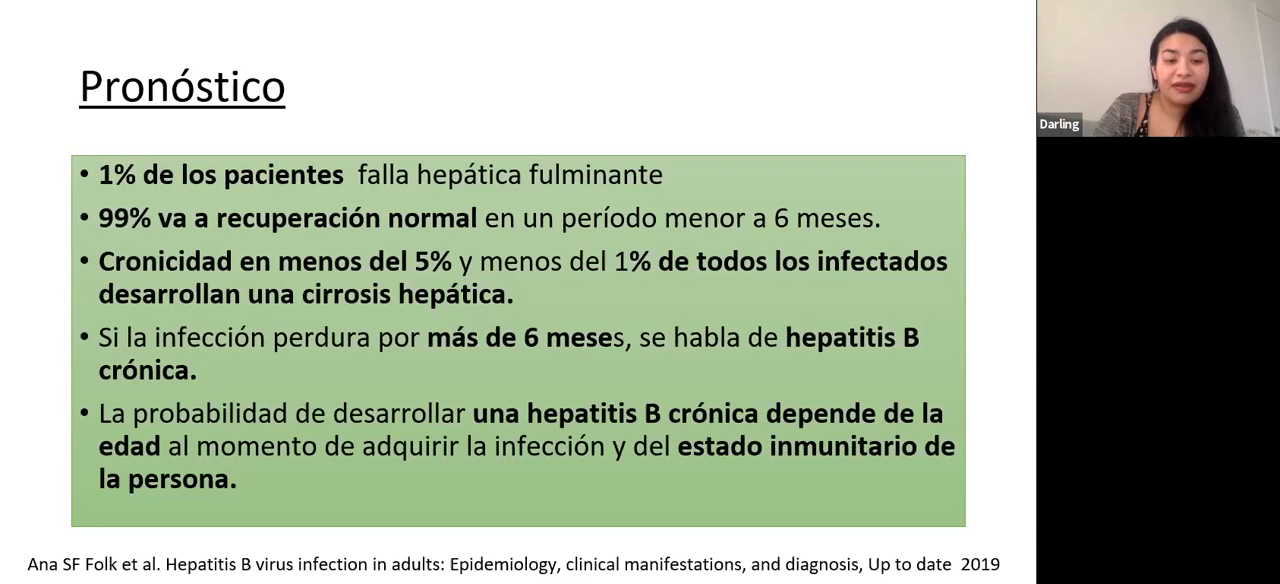 Pronóstico
• 1% de los pacientes falla hepática fulminante
• 99% va a recuperación normal en un período menor a 6 meses.
• Cronicidad en menos del 5% y menos del 1% de todos los infectados
desarrollan una cirrosis hepática.
• Si la infección perdura por más de 6 meses, se habla de hepatitis B
crónica.
• La probabilidad de desarrollar una hepatitis B crónica depende de la
edad al momento de adquirir la infección y del estado inmunitario de
la persona.
Ana SF Folk et al. Hepatitis B virus infection in adults: Epidemiology, clinical manifestations, and diagnosis, Up to date 2019
Darling